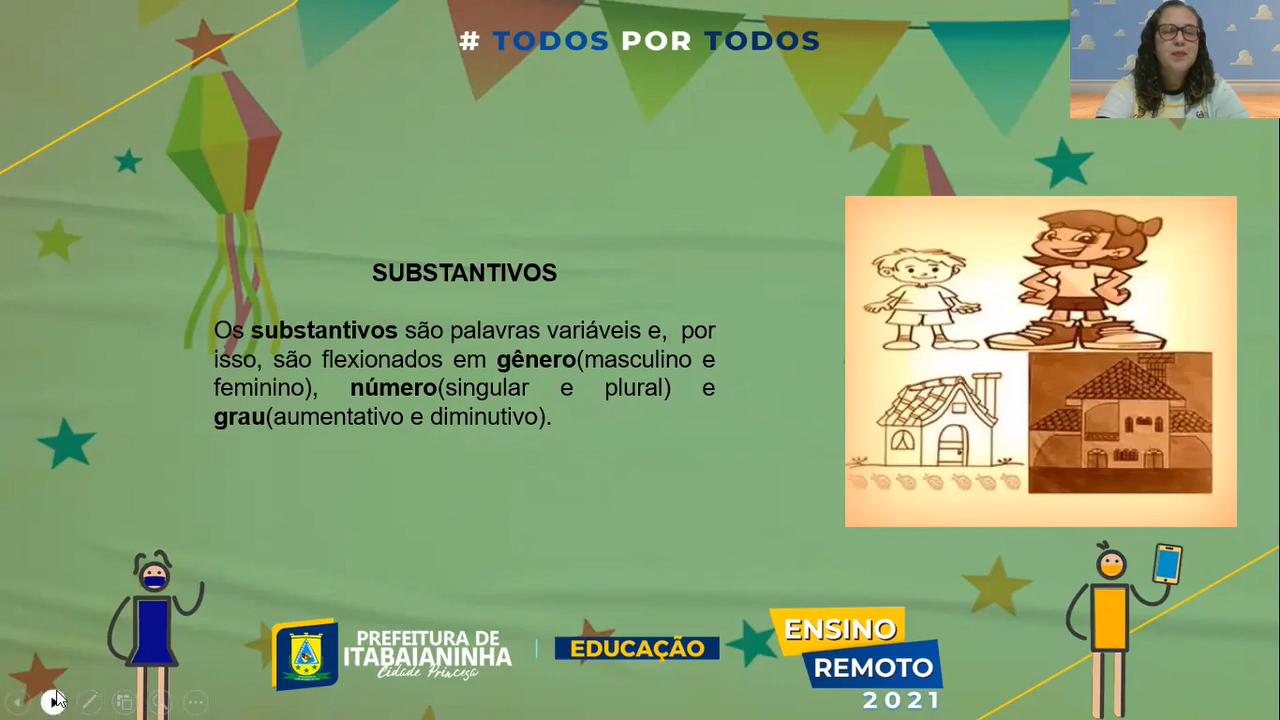 # TODOS POR TODOS
SUBSTANTIVOS
Os substantivos são palavras variáveis e, por
isso, são flexionados em gênero(masculino e
feminino), número(singular e plural) e
grau(aumentativo e diminutivo).
PREFEITURA DE
ITABAIANINHA
Cidade Princesa
EDUCAÇÃO
ENSINO
REMOTO
2021